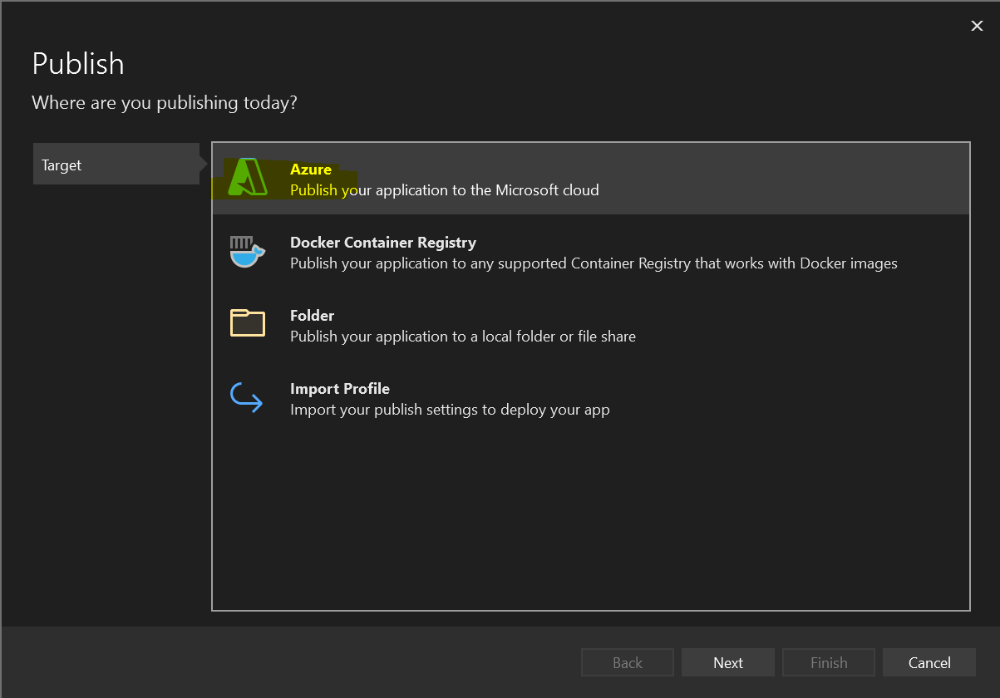 Publish
Where are you publishing today?
Target
Azure
Publish your application to the Microsoft cloud
Docker Container Registry
Publish your application to any supported Container Registry that works with Docker images
Folder
Publish your application to a local folder or file share
Import Profile
Import your publish settings to deploy your app
Back
Next
Finish
Cancel